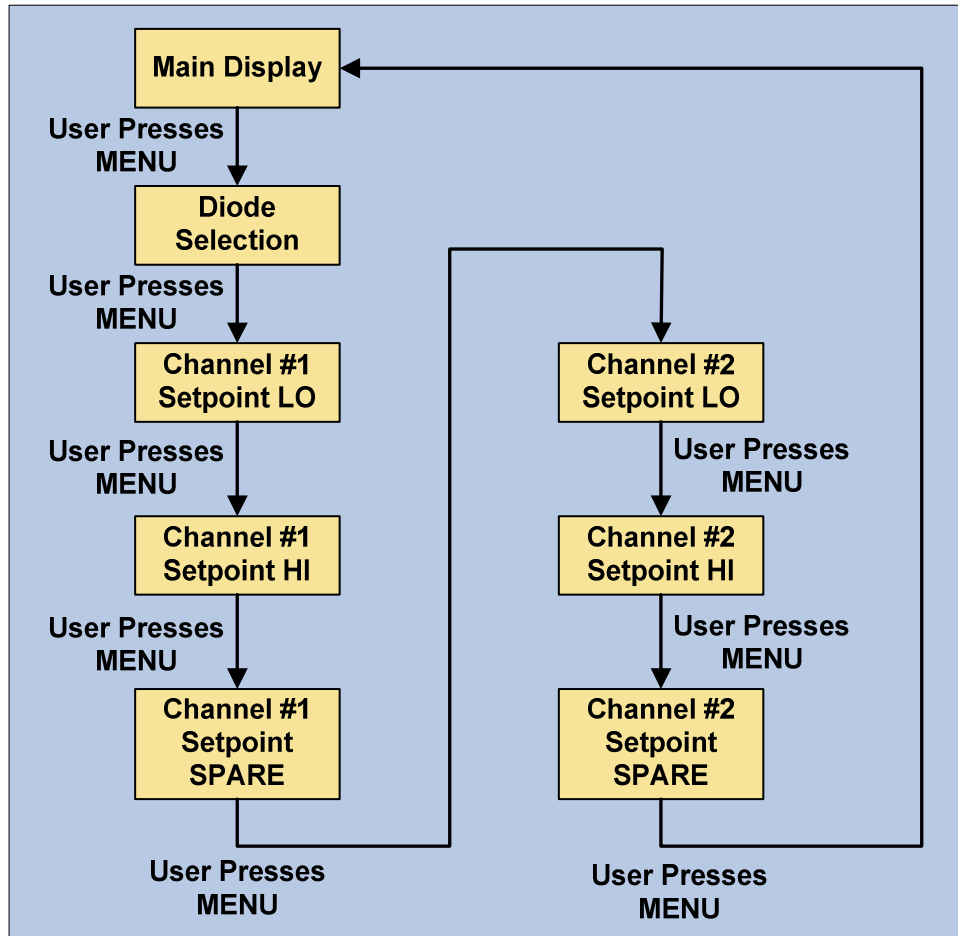 Main Display
User Presses
MENU
Diode
Selection
User Presses
MENU
Channel #1
Setpoint LO
User Presses
MENU
Channel #1
Setpoint HI
User Presses
MENU
Channel #1
Setpoint
SPARE
User Presses
MENU
Channel #2
Setpoint LO
User Presses
MENU
Channel #2
Setpoint HI
User Presses
MENU
Channel #2
Setpoint
SPARE
User Presses
MENU